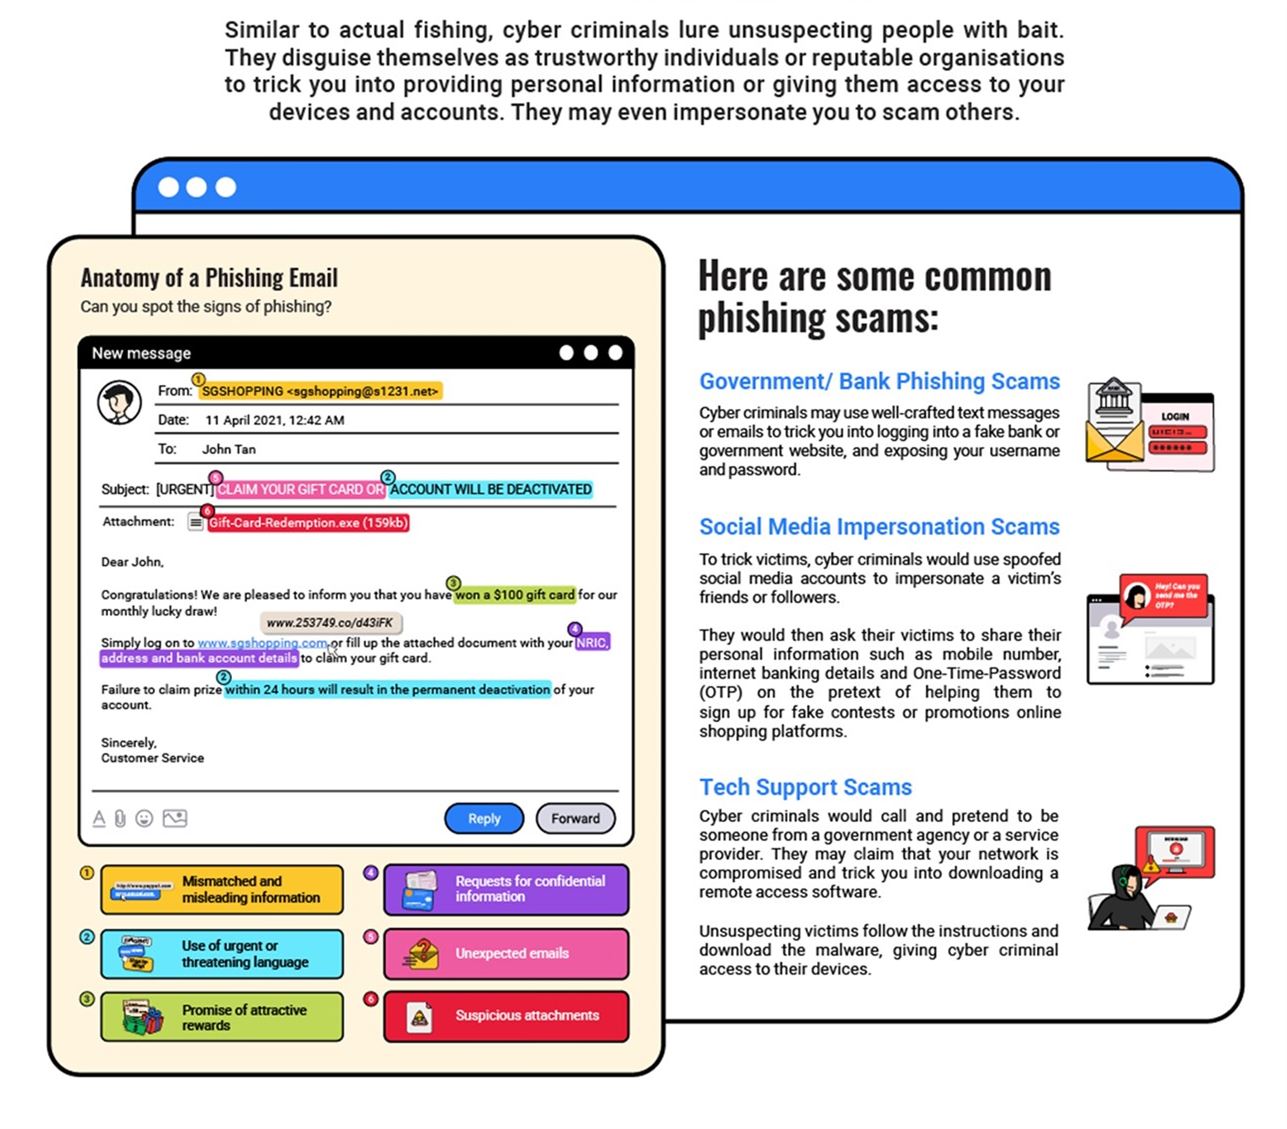 Similar to actual fishing, cyber criminals lure unsuspecting people with bait.
They disguise themselves as trustworthy individuals or reputable organisations
to trick you into providing personal information or giving them access to your
devices and accounts. They may even impersonate you to scam others.
Anatomy of a Phishing Email
Can you spot the signs of phishing?
New message
1
From: SGSHOPPING <sgshopping@s1231.net>
Date: 11 April 2021, 12:42 AM
To: John Tan
5 2
Subject: [URGENT] CLAIM YOUR GIFT CARD OR ACCOUNT WILL BE DEACTIVATED
6
Attachment: Gift-Card-Redemption.exe (159kb)
Dear John,
3
Congratulations! We are pleased to inform you that you have won a $100 gift card for our
monthly lucky draw!
www.253749.co/d43iFK
4
Simply log on to www.sgshopping.com or fill up the attached document with your NRIC,
address and bank account details to claim your gift card.
2
Failure to claim prize within 24 hours will result in the permanent deactivation of your
account.
Sincerely,
Customer Service
A
Reply
Forward
1
Mismatched and
misleading information
2
Use of urgent or
threatening language
3
Promise of attractive
rewards
4
Requests for confidential
information
5
Unexpected emails
6
Suspicious attachments
Here are some common
phishing scams:
Government/ Bank Phishing Scams
Cyber criminals may use well-crafted text messages
or emails to trick you into logging into a fake bank or
government website, and exposing your username
and password.
BANK
LOGIN
Social Media Impersonation Scams
To trick victims, cyber criminals would use spoofed
social media accounts to impersonate a victim's
friends or followers.
They would then ask their victims to share their
personal information such as mobile number,
internet banking details and One-Time-Password
(OTP) on the pretext of helping them to
sign up for fake contests or promotions online
shopping platforms.
Hey! Can you
send me the
OTP?
Tech Support Scams
Cyber criminals would call and pretend to be
someone from a government agency or a service
provider. They may claim that your network is
compromised and trick you into downloading a
remote access software.
Unsuspecting victims follow the instructions and
download the malware, giving cyber criminal
access to their devices.
DOWNLOAD